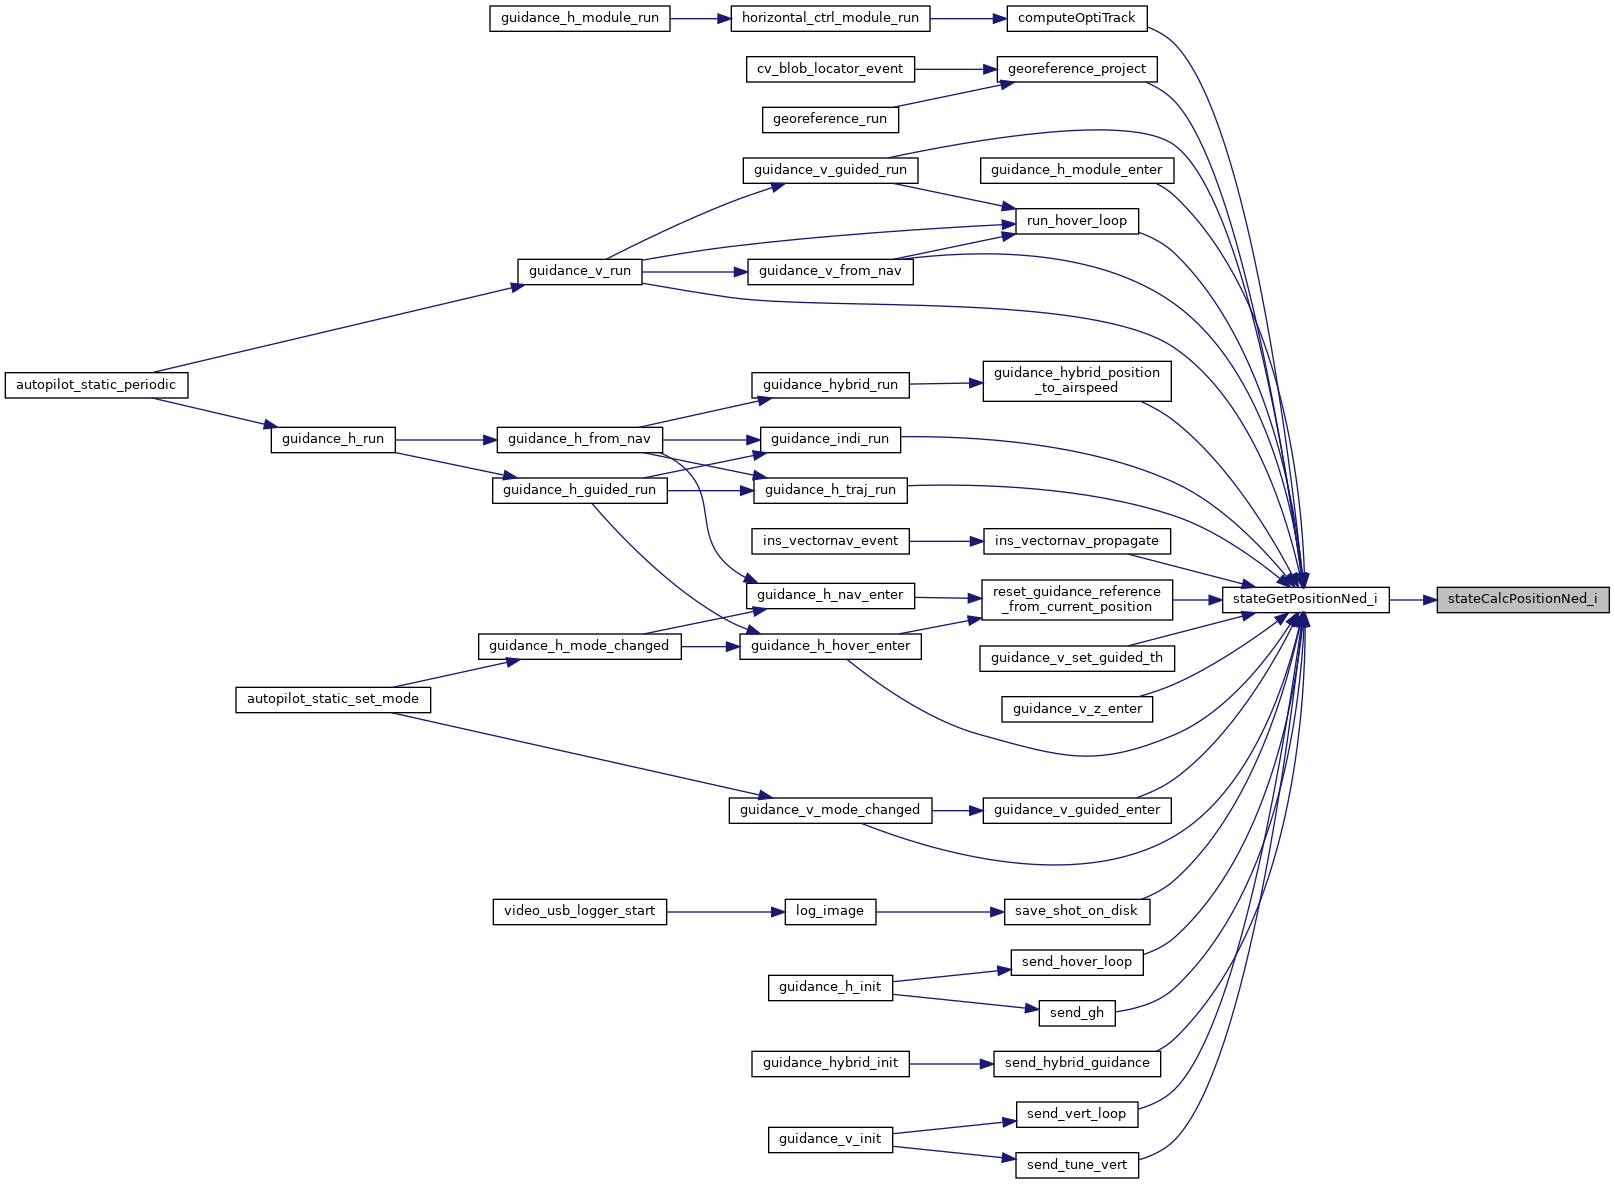 guidance_h_module_run
horizontal_ctrl_module_run
computeOptiTrack
cv_blob_locator_event
georeference_project
georeference_run
guidance_v_guided_run
guidance_h_module_enter
run_hover_loop
guidance_v_run
guidance_v_from_nav
autopilot_static_periodic
guidance_hybrid_run
guidance_hybrid_position
_to_airspeed
guidance_h_run
guidance_h_from_nav
guidance_indi_run
guidance_h_guided_run
guidance_h_traj_run
ins_vectornav_event
ins_vectornav_propagate
guidance_h_nav_enter
reset_guidance_reference
_from_current_position
stateGetPositionNed_i
stateCalcPositionNed_i
guidance_h_mode_changed
guidance_h_hover_enter
guidance_v_set_guided_th
autopilot_static_set_mode
guidance_v_z_enter
guidance_v_mode_changed
guidance_v_guided_enter
video_usb_logger_start
log_image
save_shot_on_disk
send_hover_loop
guidance_h_init
send_gh
guidance_hybrid_init
send_hybrid_guidance
send_vert_loop
guidance_v_init
send_tune_vert